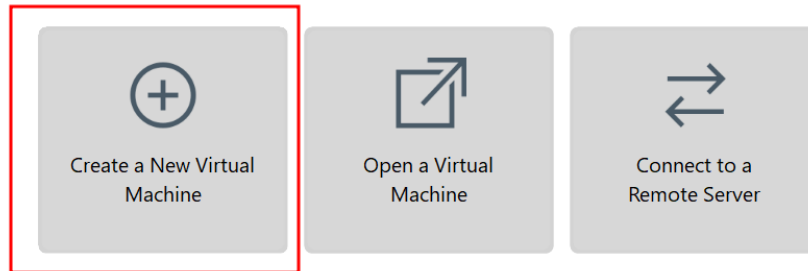 Create a New Virtual
Machine
Open a Virtual
Machine
Connect to a
Remote Server